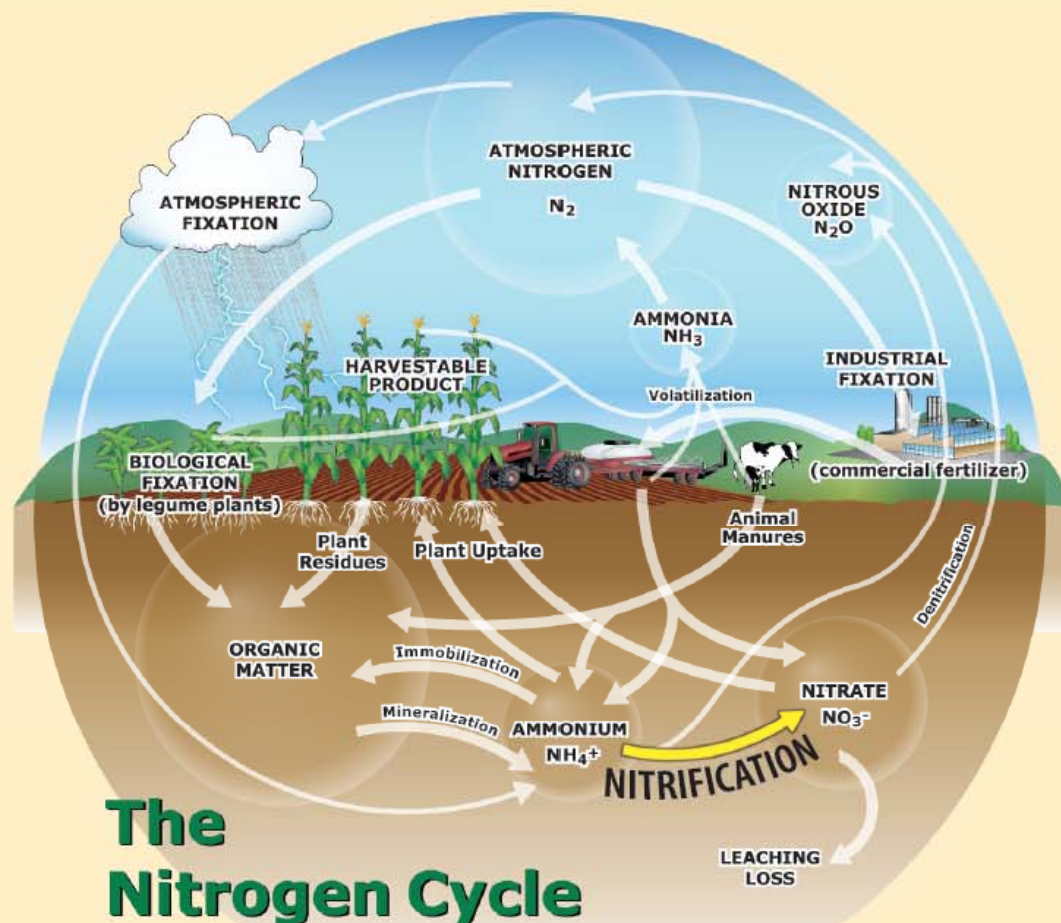 ATMOSPHERIC
NITROGEN
N₂
ATMOSPHERIC
FIXATION
NITROUS
OXIDE
N₂O
AMMONIA
NH₃
HARVESTABLE
PRODUCT
INDUSTRIAL
FIXATION
(commercial fertilizer)
Volatilization
BIOLOGICAL
FIXATION
(by legume plants)
Plant
Residues
Plant Uptake
Animal
Manures
Denitrification
ORGANIC
MATTER
Immobilization
Mineralization
AMMONIUM
NH₄⁺
NITRATE
NO₃⁻
NITRIFICATION
LEACHING
LOSS
The
Nitrogen Cycle